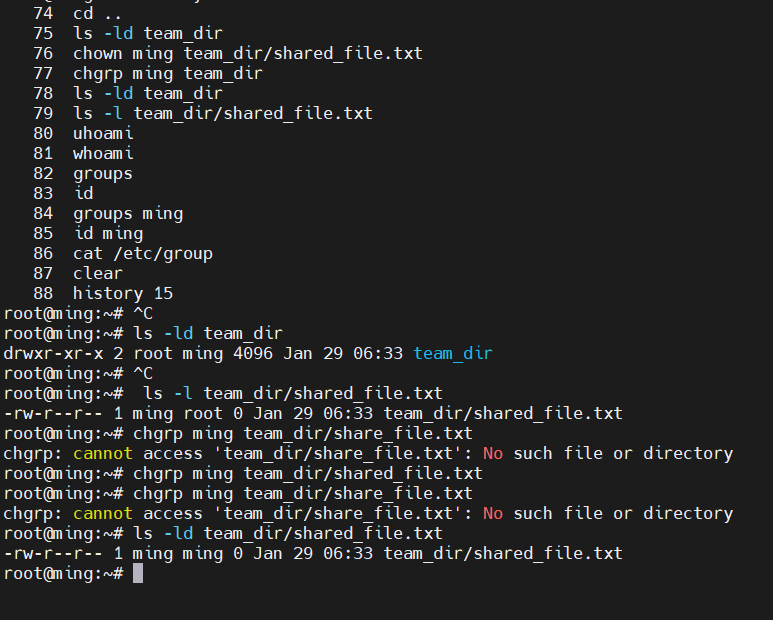 74 cd ..
75 ls -ld team_dir
76 chown ming team_dir/shared_file.txt
77 chgrp ming team_dir
78 ls -ld team_dir
79 ls -l team_dir/shared_file.txt
80 uhoami
81 whoami
82 groups
83 id
84 groups ming
85 id ming
86 cat /etc/group
87 clear
88 history 15
root@ming:~# ^C
root@ming:~# ls -ld team_dir
drwxr-xr-x 2 root ming 4096 Jan 29 06:33 team_dir
root@ming:~# ^C
root@ming:~#  ls -l team_dir/shared_file.txt
-rw-r--r-- 1 ming root 0 Jan 29 06:33 team_dir/shared_file.txt
root@ming:~# chgrp ming team_dir/share_file.txt
chgrp: cannot access 'team_dir/share_file.txt': No such file or directory
root@ming:~# chgrp ming team_dir/shared_file.txt
root@ming:~# chgrp ming team_dir/share_file.txt
chgrp: cannot access 'team_dir/share_file.txt': No such file or directory
root@ming:~# ls -ld team_dir/shared_file.txt
-rw-r--r-- 1 ming ming 0 Jan 29 06:33 team_dir/shared_file.txt
root@ming:~#